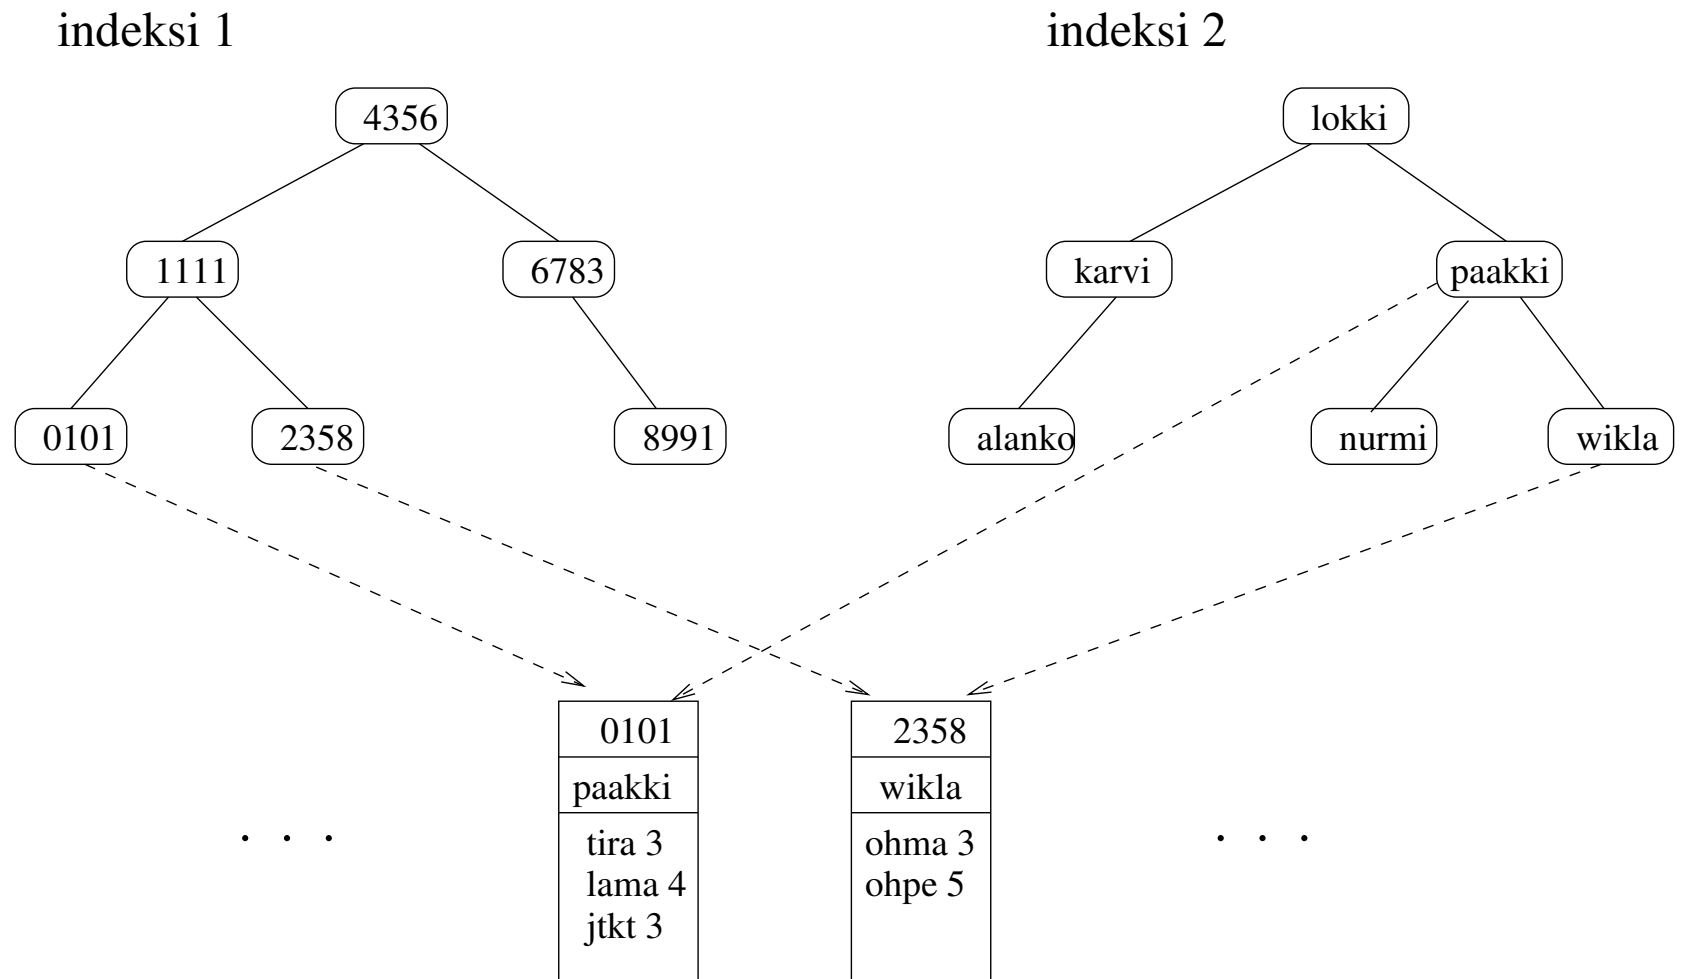 indeksi 1
indeksi 2
4356
lokki
1111
6783
karvi
paakki
0101
2358
8991
alanko
nurmi
wikla
0101
2358
paakki
wikla
. . .
tira 3
ohma 3
. . .
lama 4
ohpe 5
jtkt 3